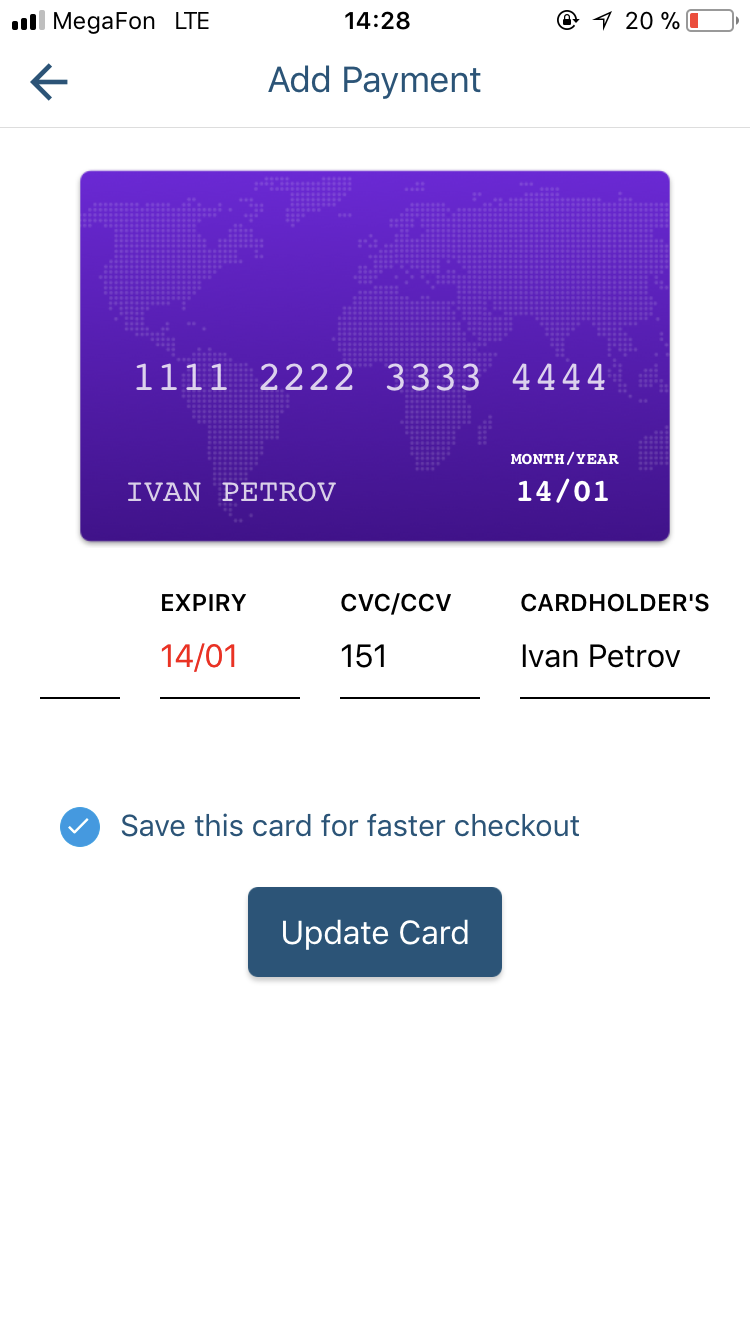 MegaFon LTE 14:28 20 %
Add Payment
1111 2222 3333 4444
MONTH/YEAR
IVAN PETROV 14/01
EXPIRY CVC/CCV CARDHOLDER'S
14/01 151 Ivan Petrov
Save this card for faster checkout
Update Card